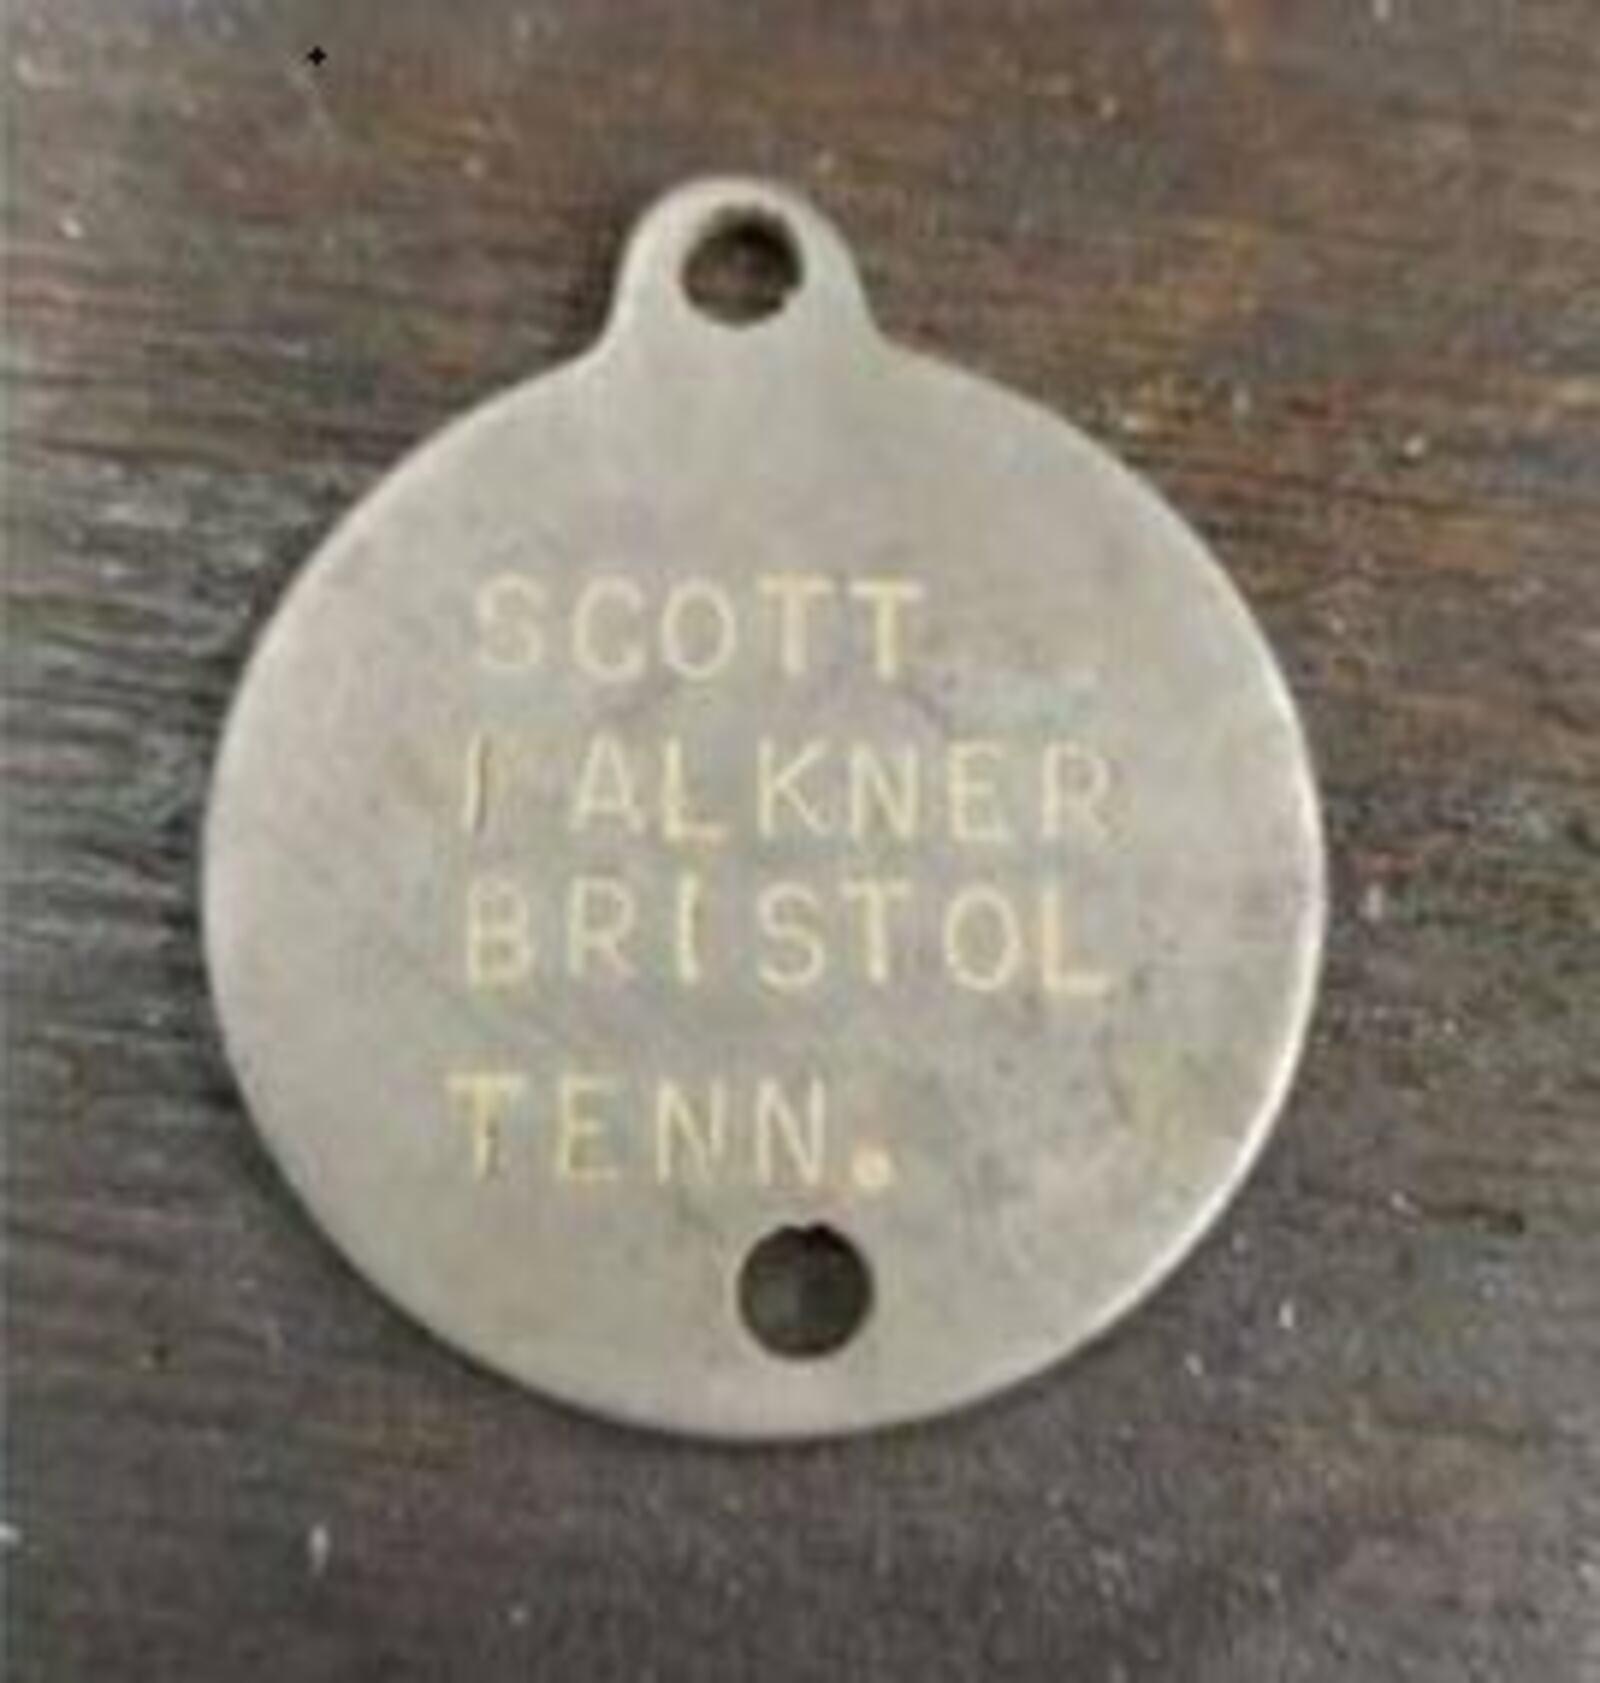 SCOTT
FALKNER
BRISTOL
TENN.